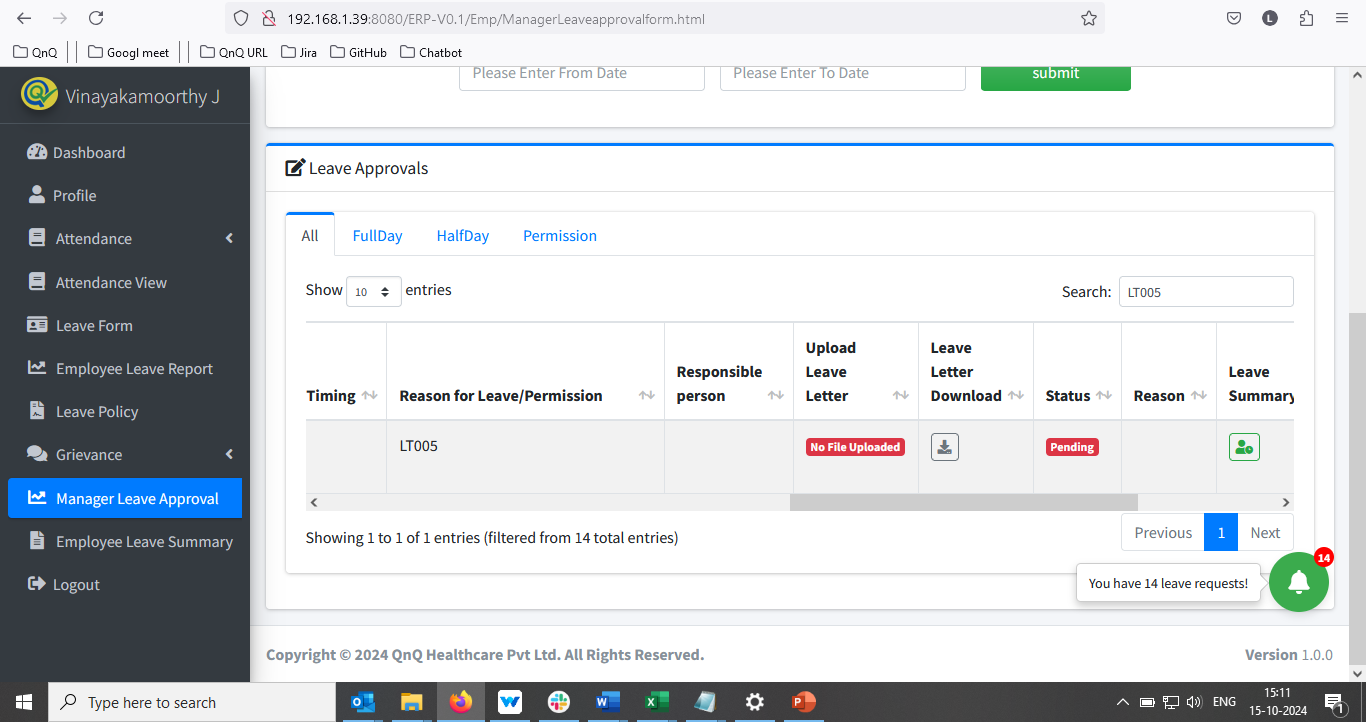 192.168.1.39:8080/ERP-V0.1/Emp/ManagerLeaveapprovalform.html
L
QnQ
Googl meet
QnQ URL
Jira
GitHub
Chatbot
Vinayakamoorthy J
Dashboard
Profile
Attendance
Attendance View
Leave Form
Employee Leave Report
Leave Policy
Grievance
Manager Leave Approval
Employee Leave Summary
Logout
Please Enter From Date
Please Enter To Date
submit
Leave Approvals
All
FullDay
HalfDay
Permission
Show 10 entries
Search: LT005
Timing
Reason for Leave/Permission
Responsible
person
Upload
Leave
Letter
Leave
Letter
Download
Status
Reason
Leave
Summary
LT005
No File Uploaded
Pending
Showing 1 to 1 of 1 entries (filtered from 14 total entries)
Previous
1
Next
14
You have 14 leave requests!
Copyright © 2024 QnQ Healthcare Pvt Ltd. All Rights Reserved.
Version 1.0.0
Type here to search
ENG
15:11
15-10-2024
1